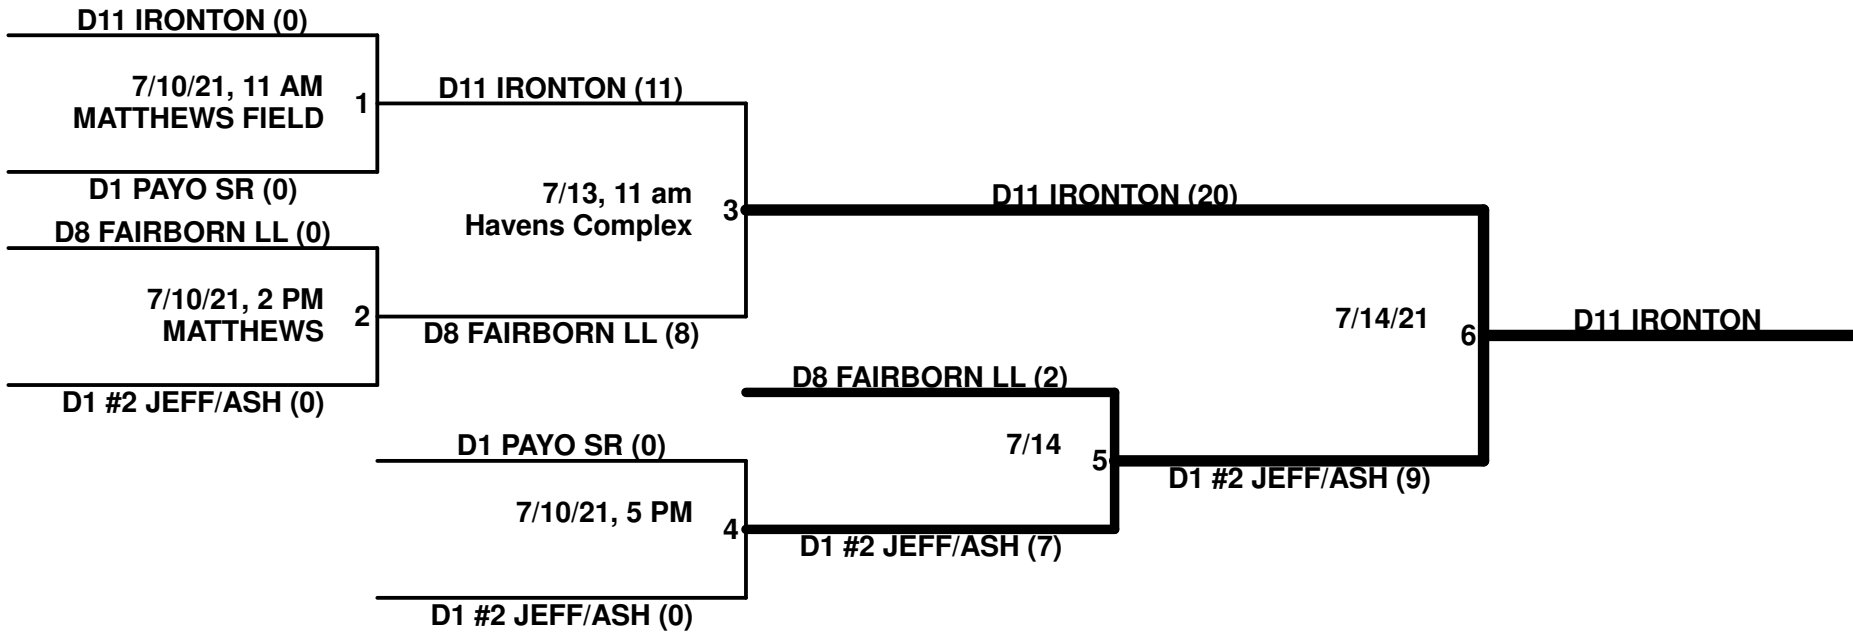 D11 IRONTON (0)
7/10/21, 11 AM
MATTHEWS FIELD
1
D1 PAYO SR (0)
D8 FAIRBORN LL (0)
7/10/21, 2 PM
MATTHEWS
2
D1 #2 JEFF/ASH (0)
D11 IRONTON (11)
7/13, 11 am
Havens Complex
3
D8 FAIRBORN LL (8)
D1 PAYO SR (0)
7/10/21, 5 PM
4
D1 #2 JEFF/ASH (0)
D8 FAIRBORN LL (2)
7/14
5
D1 #2 JEFF/ASH (7)
D11 IRONTON (20)
7/14/21
6
D1 #2 JEFF/ASH (9)
D11 IRONTON